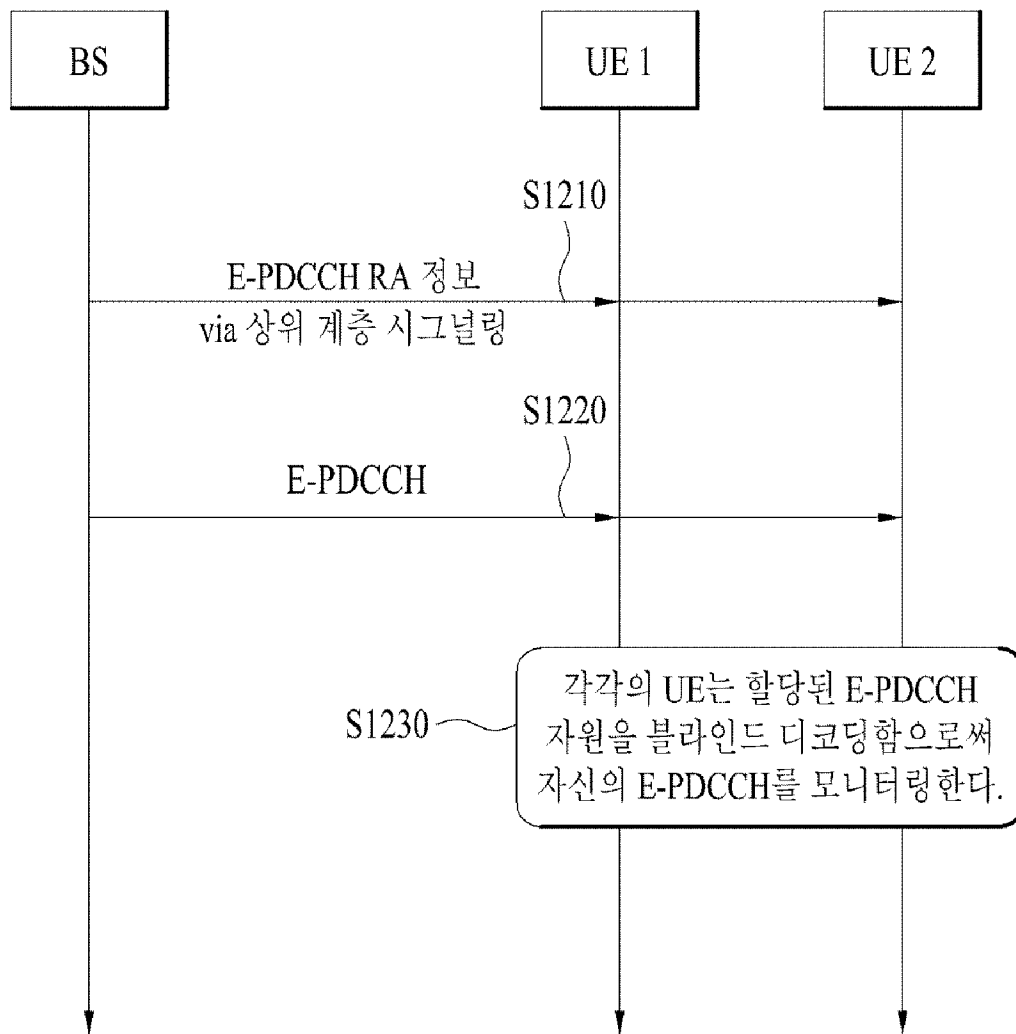 BS
UE 1
UE 2
S1210
E-PDCCH RA 정보
via 상위 계층 시그널링
S1220
E-PDCCH
S1230
각각의 UE는 할당된 E-PDCCH
자원을 블라인드 디코딩함으로써
자신의 E-PDCCH를 모니터링한다.